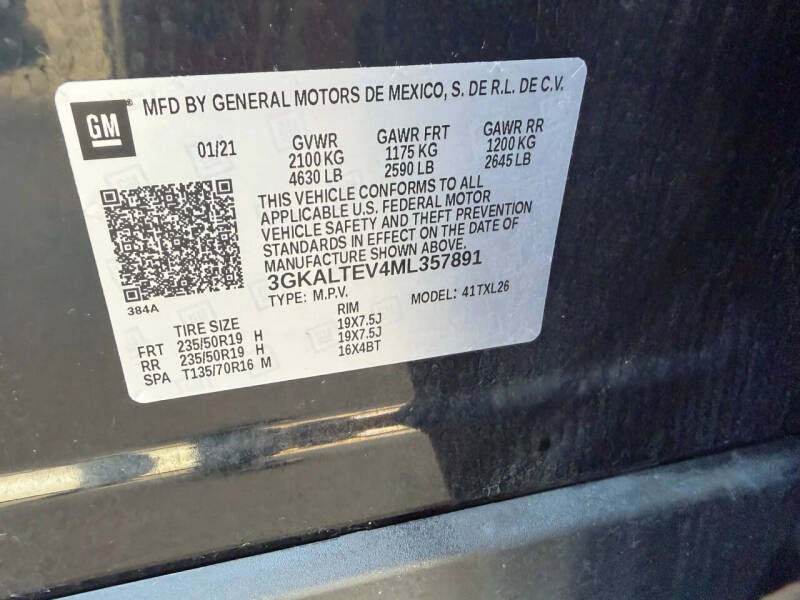 GM ® MFD BY GENERAL MOTORS DE MEXICO, S. DE R.L. DE C.V.
01/21 GVWR GAWR FRT GAWR RR
2100 KG 1175 KG 1200 KG
4630 LB 2590 LB 2645 LB
THIS VEHICLE CONFORMS TO ALL
APPLICABLE U.S. FEDERAL MOTOR
VEHICLE SAFETY AND THEFT PREVENTION
STANDARDS IN EFFECT ON THE DATE OF
MANUFACTURE SHOWN ABOVE.
3GKALTEV4ML357891
384A TYPE: M.P.V. MODEL: 41TXL26
TIRE SIZE RIM
FRT 235/50R19 H 19X7.5J
RR 235/50R19 H 19X7.5J
SPA T135/70R16 M 16X4BT